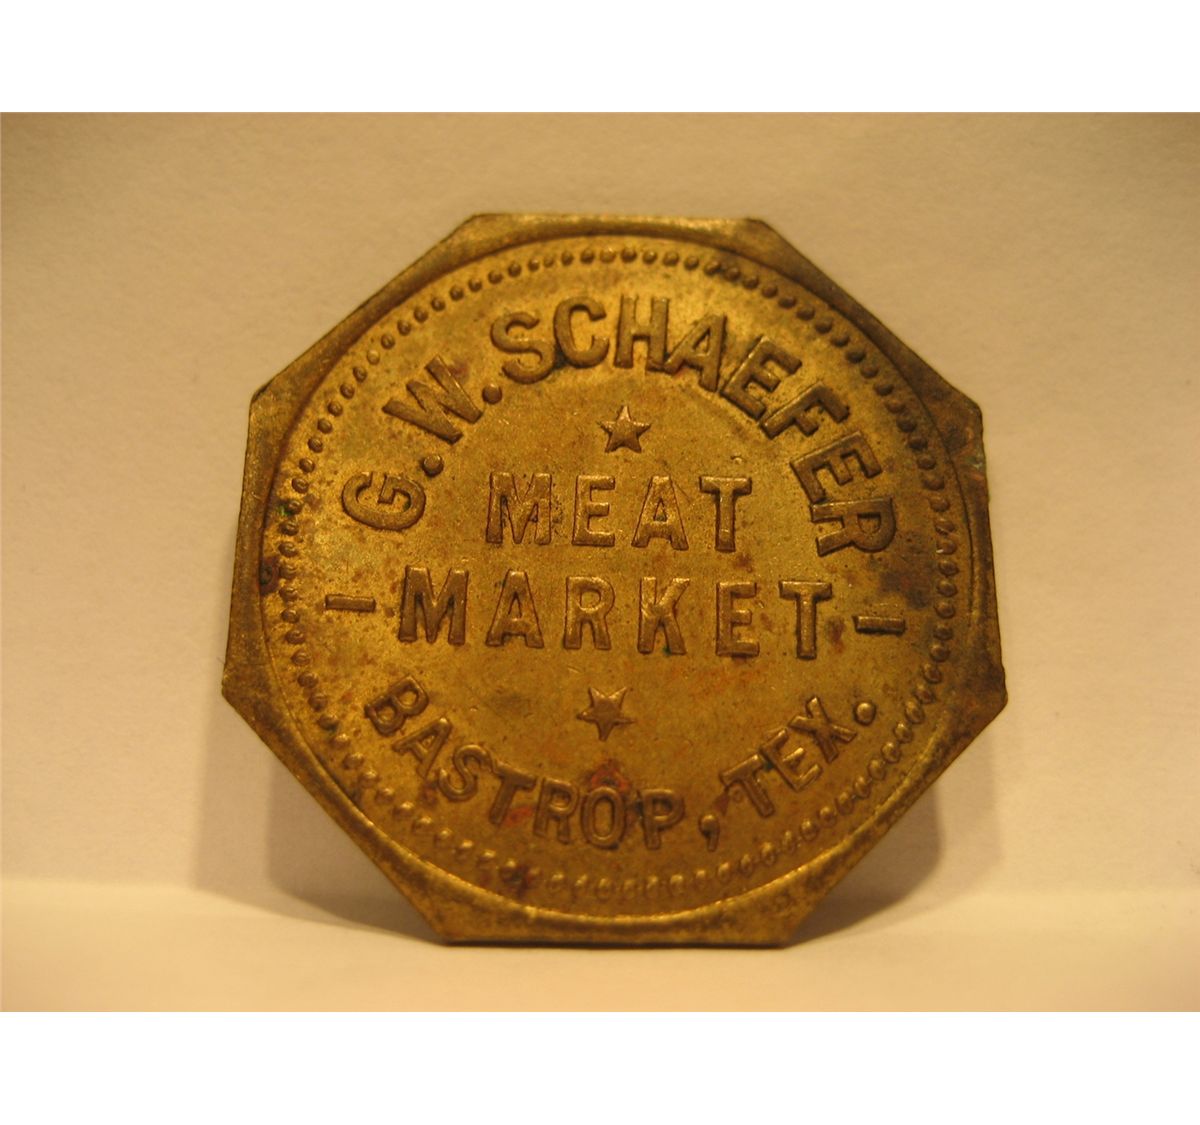 G.W. SCHAEFER
MEAT
MARKET
BASTROP, TEX.